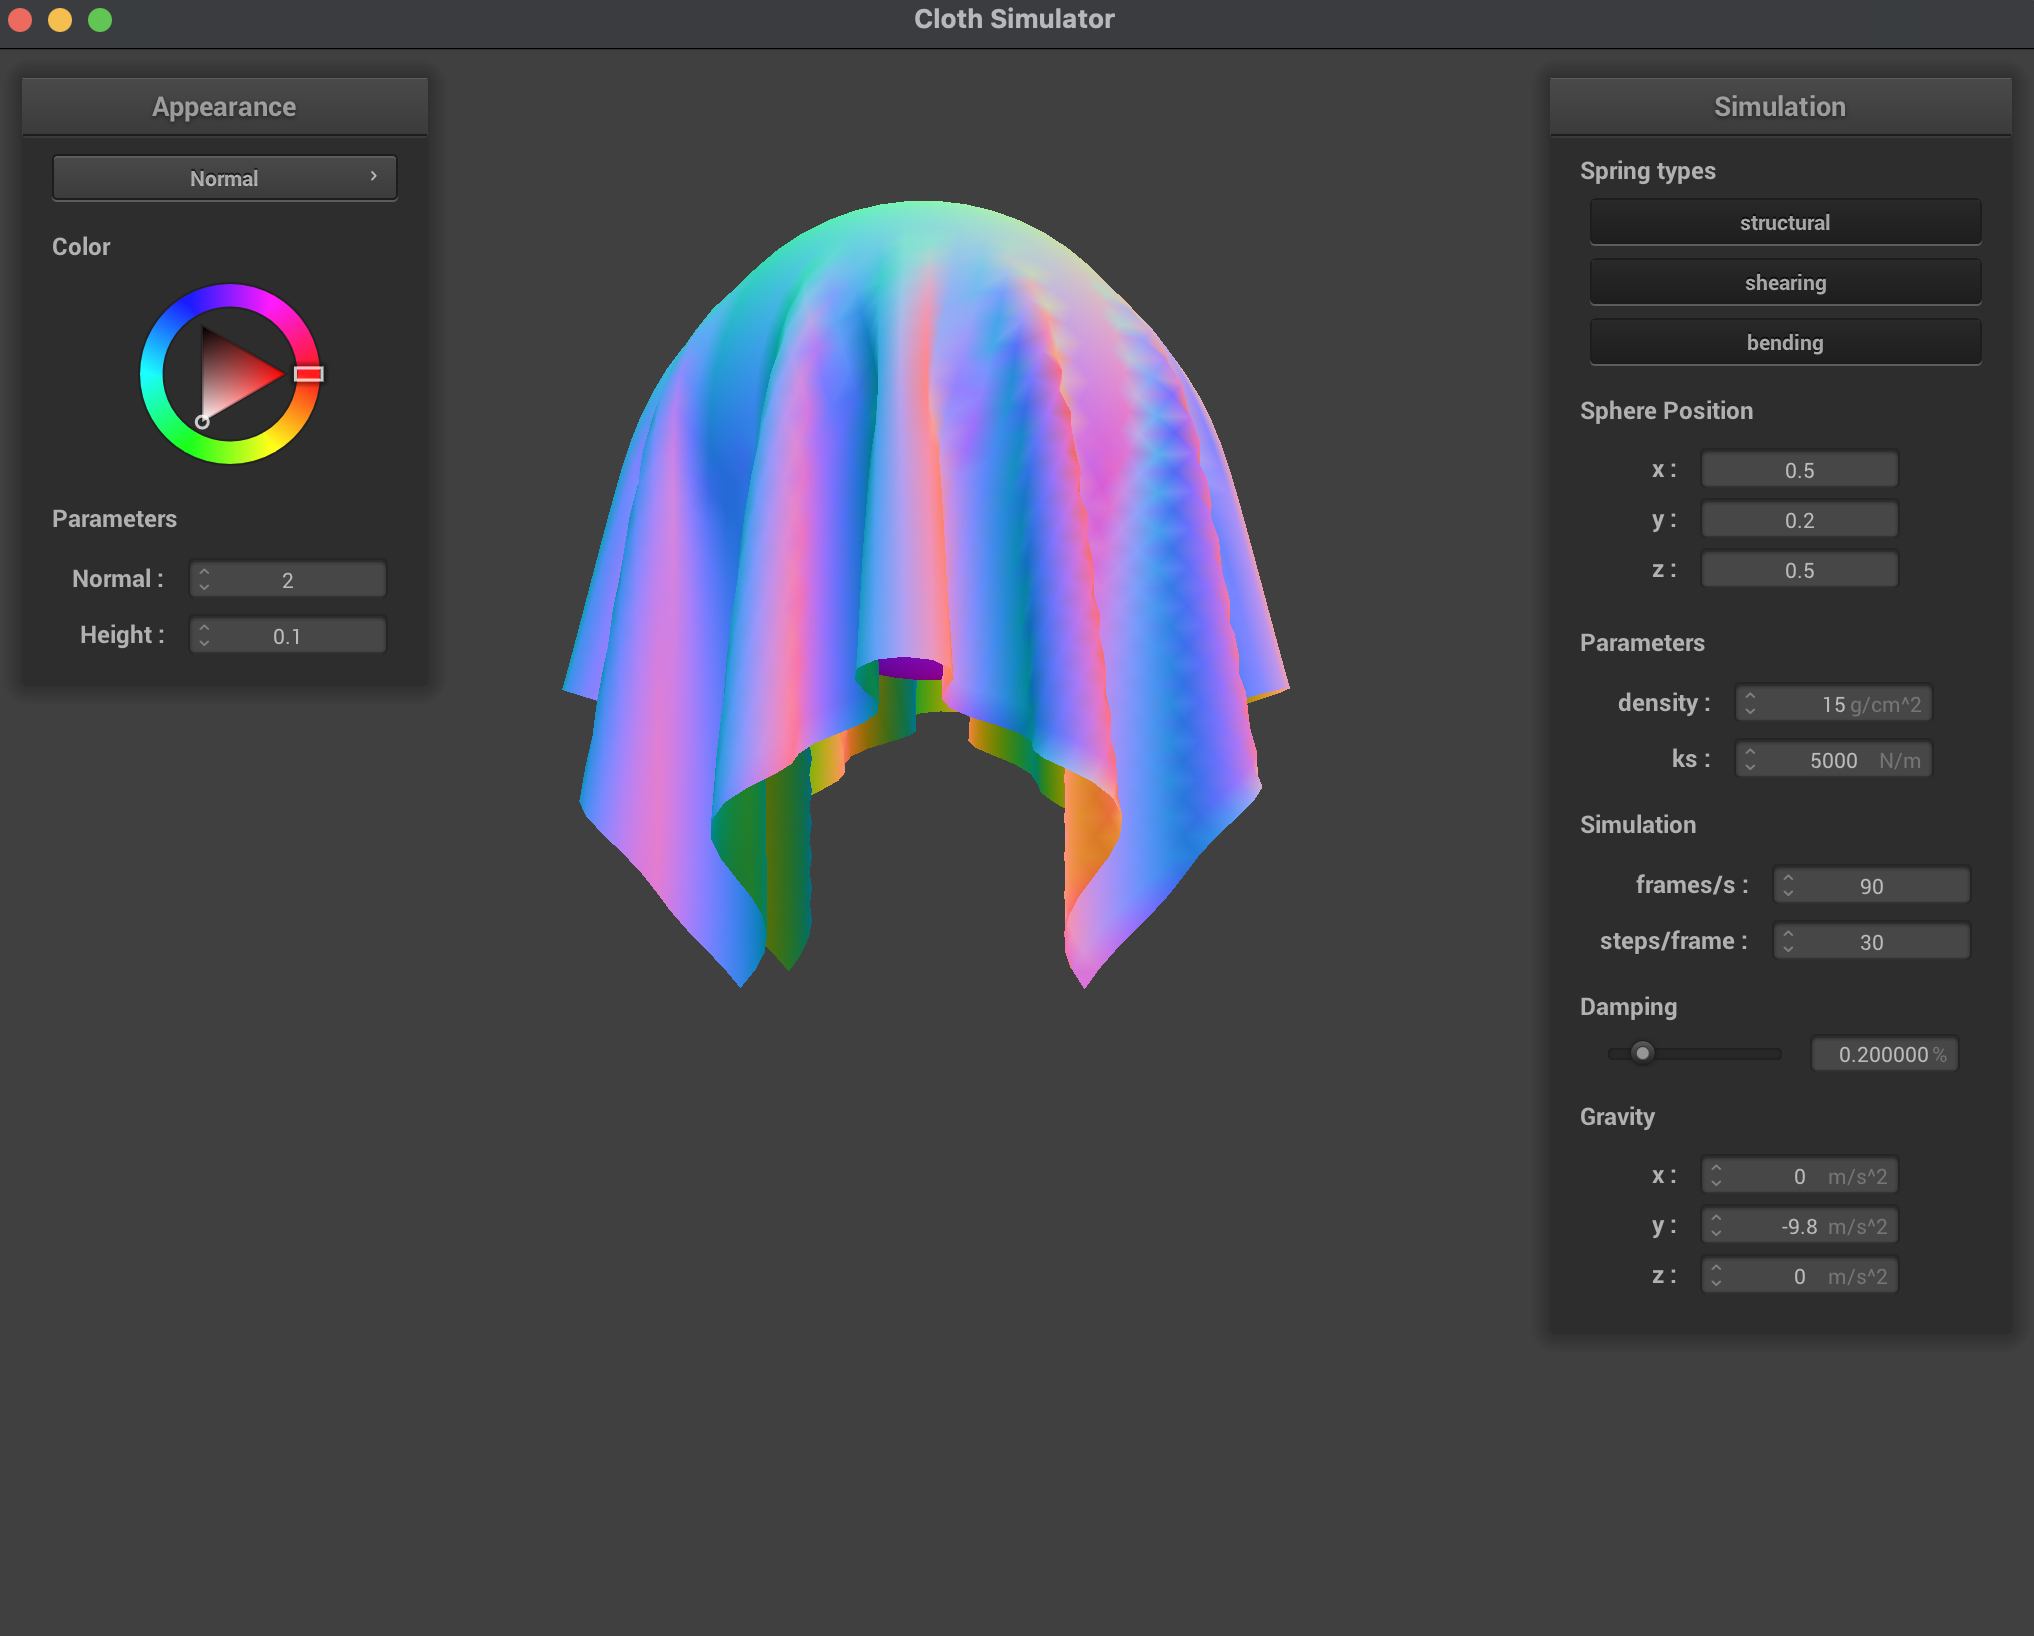 Cloth Simulator
Appearance
Normal
Color
Parameters
Normal : 2
Height : 0.1
Simulation
Spring types
structural
shearing
bending
Sphere Position
x : 0.5
y : 0.2
z : 0.5
Parameters
density : 15 g/cm^2
ks : 5000 N/m
Simulation
frames/s : 90
steps/frame : 30
Damping
0.200000 %
Gravity
x : 0 m/s^2
y : -9.8 m/s^2
z : 0 m/s^2